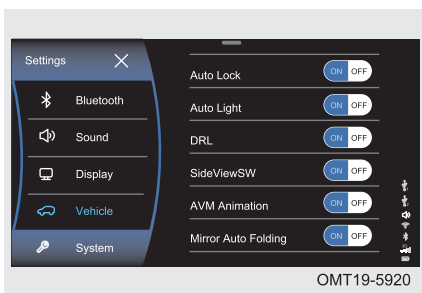 Settings
Bluetooth
Sound
Display
Vehicle
System
Auto Lock ON OFF
Auto Light ON OFF
DRL ON OFF
SideViewSW ON OFF
AVM Animation ON OFF
Mirror Auto Folding ON OFF
OMT19-5920